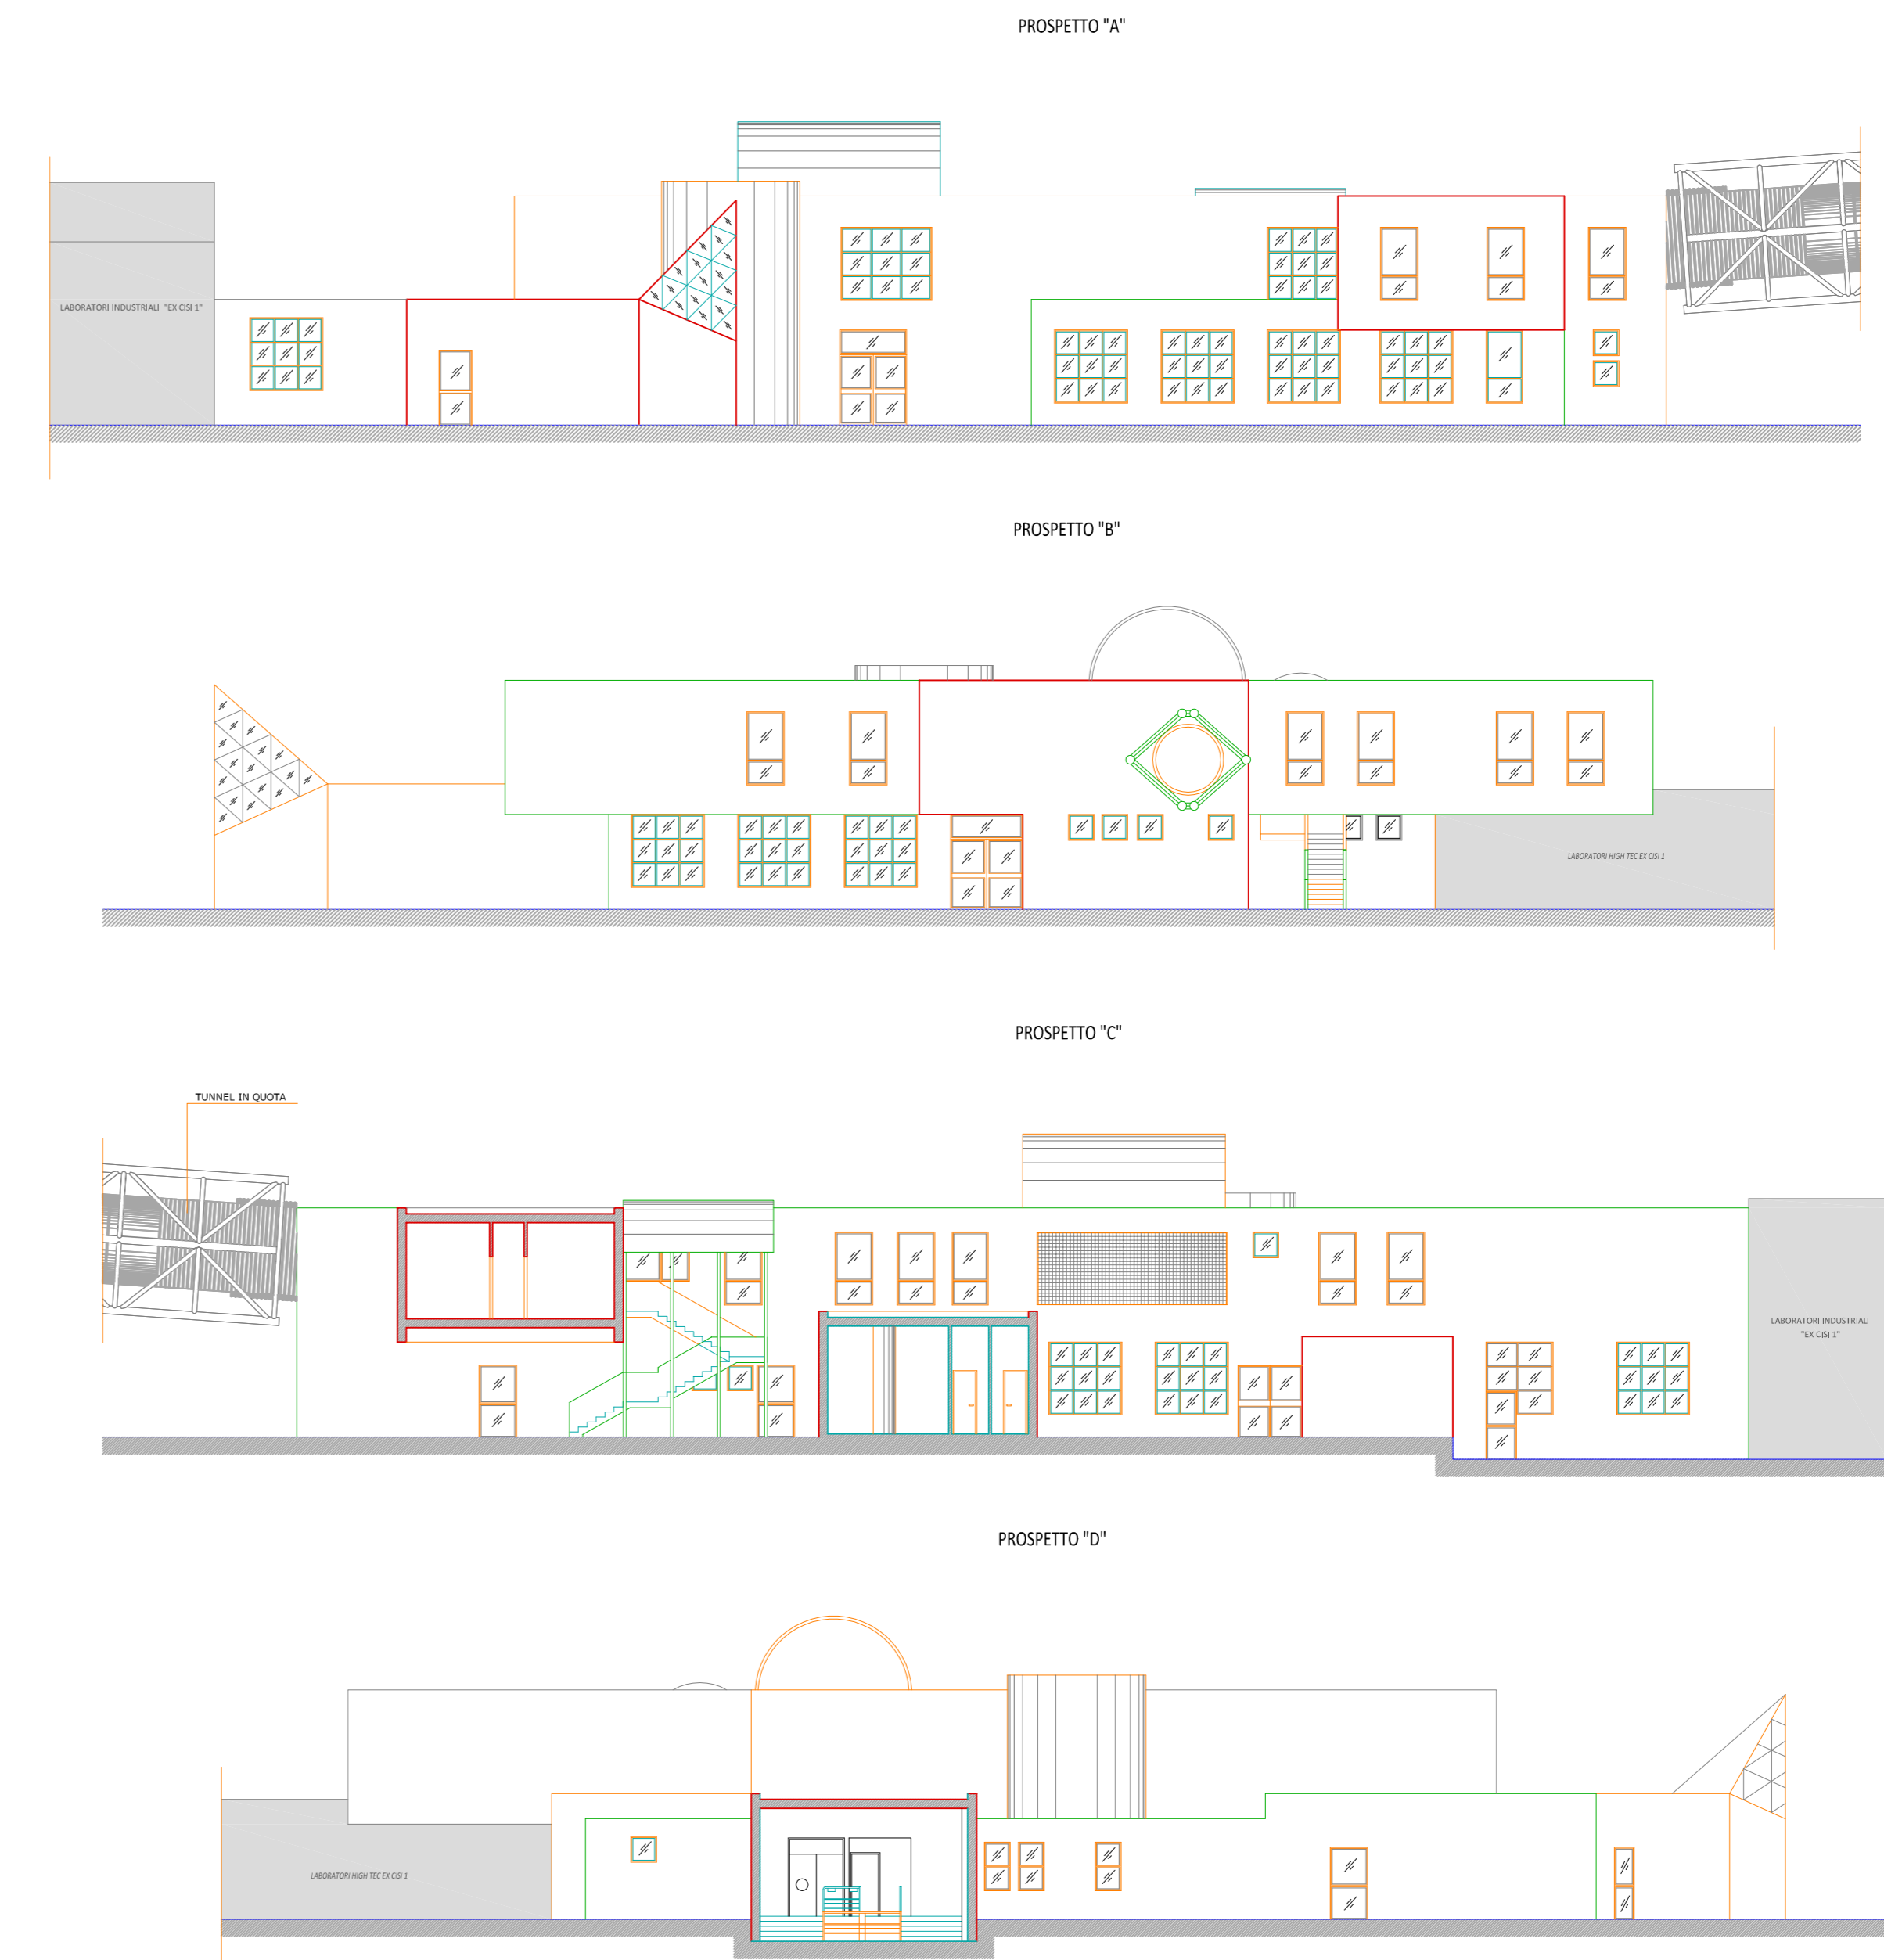 PROSPETTO "A"
LABORATORI INDUSTRIALI "EX CISI 1"
PROSPETTO "B"
LABORATORI HIGH TEC EX CISI 1
PROSPETTO "C"
TUNNEL IN QUOTA
LABORATORI INDUSTRIALI
"EX CISI 1"
PROSPETTO "D"
LABORATORI HIGH TEC EX CISI 1